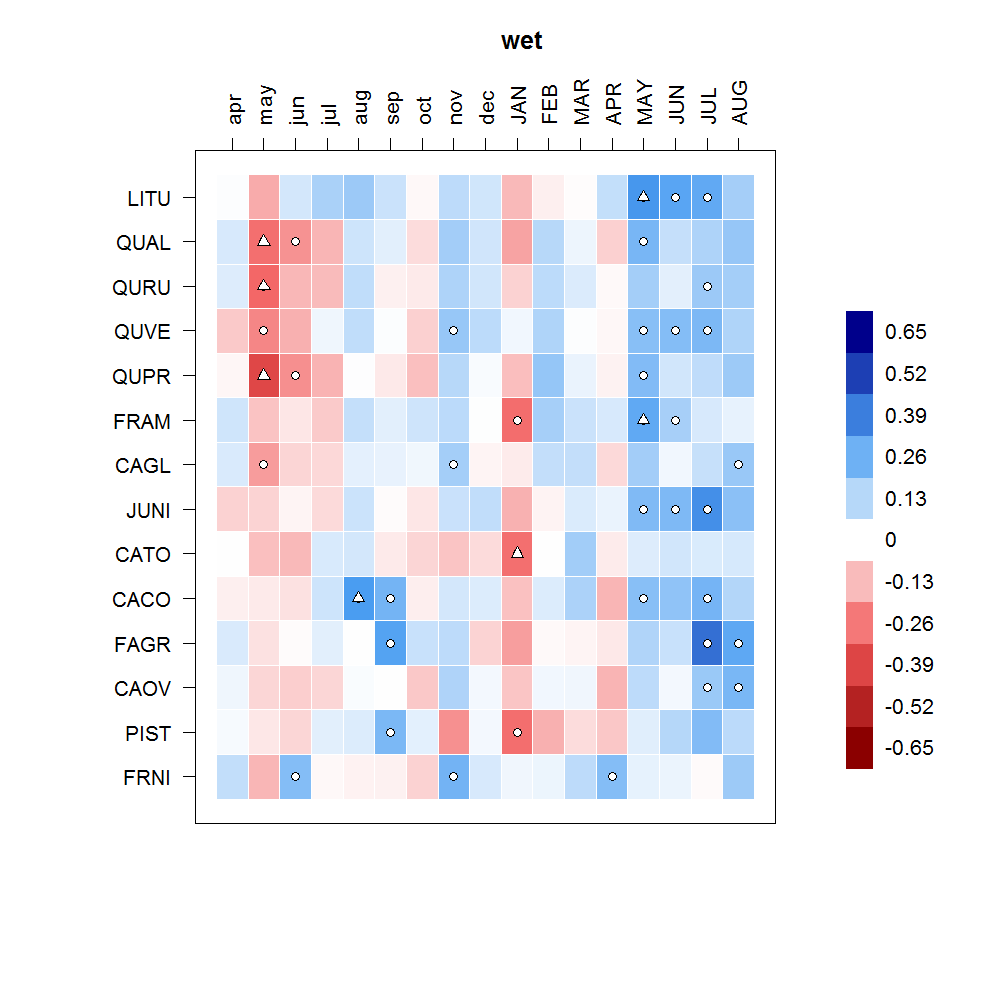 wet
apr may jun jul aug sep oct nov dec JAN FEB MAR APR MAY JUN JUL AUG
LITU
QUAL
QURU
QUVE
QUPR
FRAM
CAGL
JUNI
CATO
CACO
FAGR
CAOV
PIST
FRNI
0.65
0.52
0.39
0.26
0.13
0
-0.13
-0.26
-0.39
-0.52
-0.65